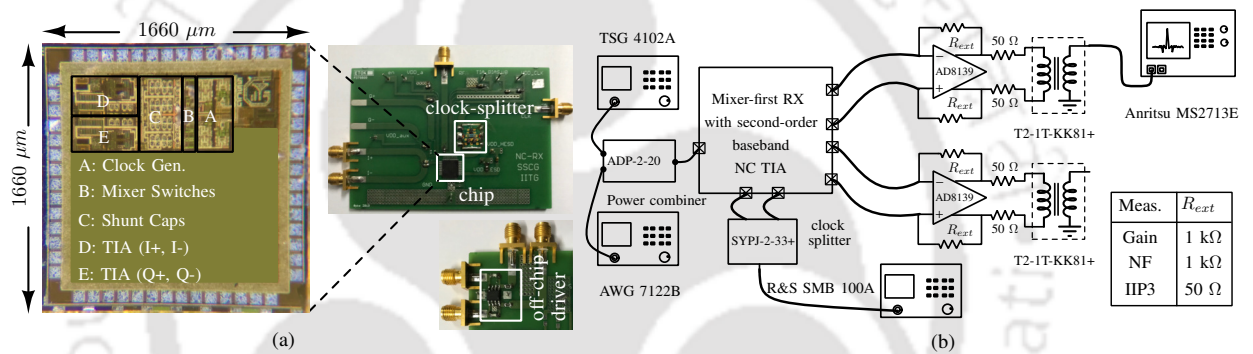 1660 μm
1660 μm
D
E
C
B
A
A: Clock Gen.
B: Mixer Switches
C: Shunt Caps
D: TIA (I+, I-)
E: TIA (Q+, Q-)
clock-splitter
chip
NC-RX
SSCG
IITG
off-chip
driver
(a)
TSG 4102A
ADP-2-20
Power combiner
AWG 7122B
Mixer-first RX
with second-order
baseband
NC TIA
SYPJ-2-33+
clock
splitter
R&S SMB 100A
R_ext
AD8139
R_ext
50 Ω
50 Ω
T2-1T-KK81+
Anritsu MS2713E
R_ext
AD8139
R_ext
50 Ω
50 Ω
T2-1T-KK81+
Meas. R_ext
Gain 1 kΩ
NF 1 kΩ
IIP3 50 Ω
(b)